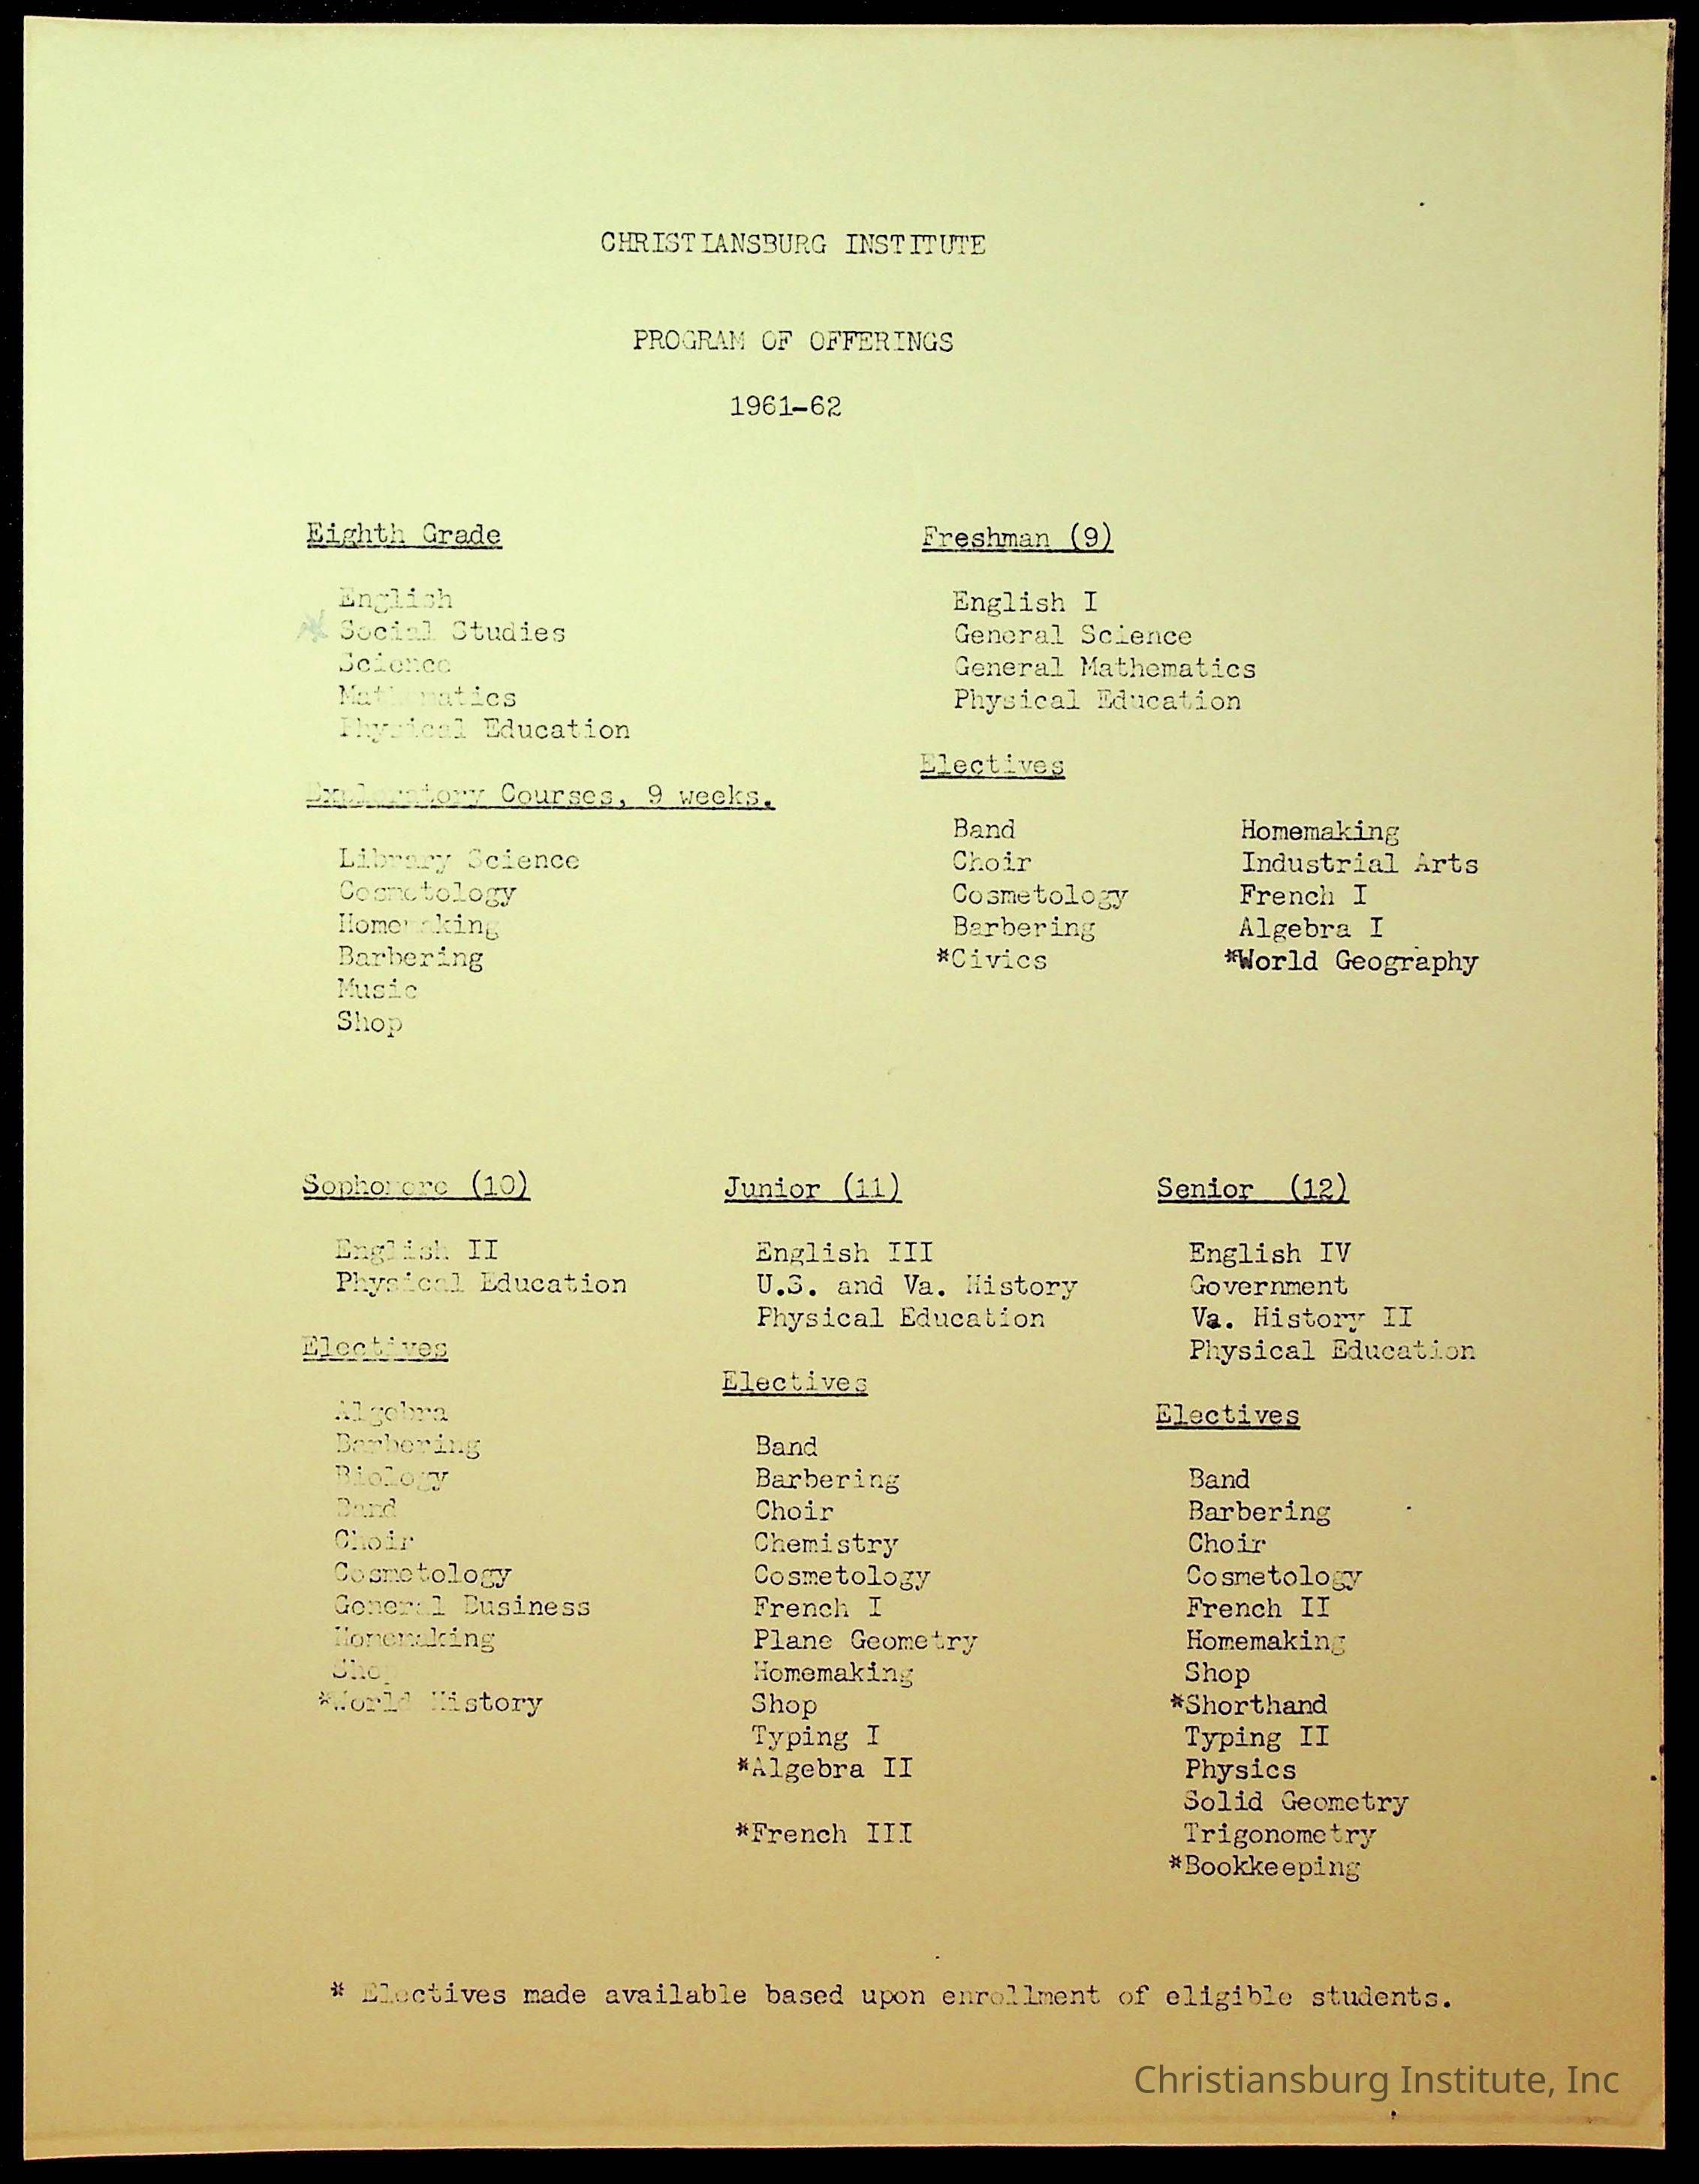 CHRISTIANSBURG INSTITUTE
PROGRAM OF OFFERINGS
1961-62
Eighth Grade
English
* Social Studies
Science
Mathematics
Physical Education
Exploratory Courses, 9 weeks.
Library Science
Cosmetology
Homemaking
Barbering
Music
Shop
Freshman (9)
English I
General Science
General Mathematics
Physical Education
Electives
Band
Choir
Cosmetology
Barbering
*Civics
Homemaking
Industrial Arts
French I
Algebra I
*World Geography
Sophomore (10)
English II
Physical Education
Electives
Algebra
Barbering
Biology
Band
Choir
Cosmetology
General Business
Homemaking
Shop
*World History
Junior (11)
English III
U.S. and Va. History
Physical Education
Electives
Band
Barbering
Choir
Chemistry
Cosmetology
French I
Plane Geometry
Homemaking
Shop
Typing I
*Algebra II
*French III
Senior (12)
English IV
Government
Va. History II
Physical Education
Electives
Band
Barbering
Choir
Cosmetology
French II
Homemaking
Shop
*Shorthand
Typing II
Physics
Solid Geometry
Trigonometry
*Bookkeeping
* Electives made available based upon enrollment of eligible students.
Christiansburg Institute, Inc